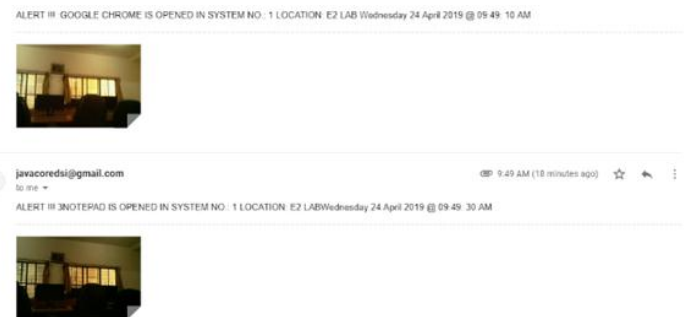 ALERT !!! GOOGLE CHROME IS OPENED IN SYSTEM NO.: 1 LOCATION: E2 LAB Wednesday 24 April 2019 @ 09:49: 10 AM
javacoredsi@gmail.com
9:49 AM (18 minutes ago)
to me
ALERT !!! 3NOTEPAD IS OPENED IN SYSTEM NO.: 1 LOCATION: E2 LABWednesday 24 April 2019 @ 09:49: 30 AM